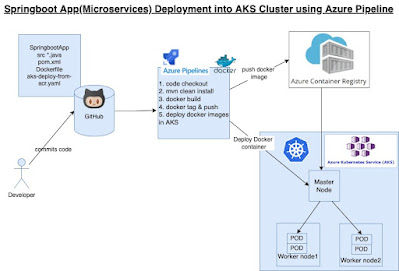 Springboot App(Microservices) Deployment into AKS Cluster using Azure Pipeline
SpringbootApp
src *.java
pom.xml
Dockerfile
aks-deploy-from-
acr.yaml
GitHub
commits code
Developer
Azure Pipelines
docker
1. code checkout
2. mvn clean install
3. docker build
4. docker tag & push
5. deploy docker images
in AKS
push docker
image
Azure Container Registry
Deploy Docker
container
Azure Kubernetes Service (AKS)
Master
Node
POD
POD
Worker node1
POD
POD
Worker node2